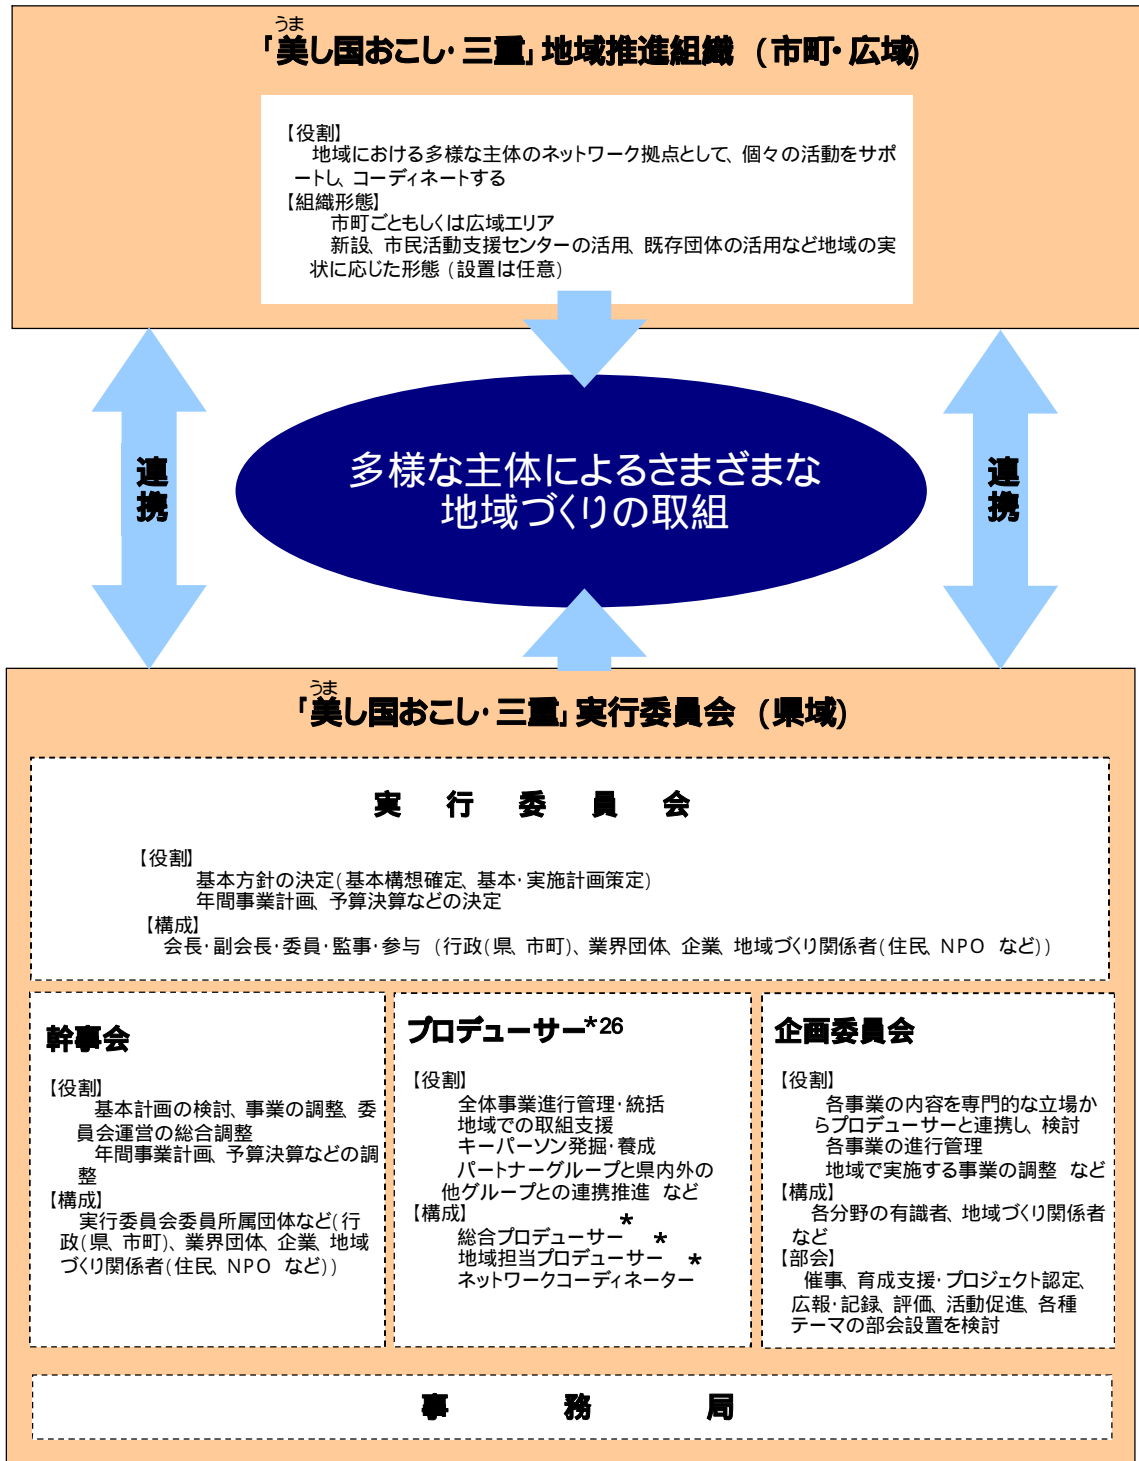 うま
「美し国おこし・三重」地域推進組織 (市町・広域)
【役割】
地域における多様な主体のネットワーク拠点として、個々の活動をサポ
ートし、コーディネートする
【組織形態】
市町ごともしくは広域エリア
新設、市民活動支援センターの活用、既存団体の活用など地域の実
状に応じた形態 (設置は任意)
連携
多様な主体によるさまざまな
地域づくりの取組
連携
うま
「美し国おこし・三重」実行委員会 (県域)
実 行 委 員 会
【役割】
基本方針の決定(基本構想確定、基本・実施計画策定)
年間事業計画、予算決算などの決定
【構成】
会長・副会長・委員・監事・参与 (行政(県、市町)、業界団体、企業、地域づくり関係者(住民、NPO など))
幹事会
【役割】
基本計画の検討、事業の調整、委
員会運営の総合調整
年間事業計画、予算決算などの調
整
【構成】
実行委員会委員所属団体など(行
政(県、市町)、業界団体、企業、地域
づくり関係者(住民、NPO など))
プロデューサー*26
【役割】
全体事業進行管理・統括
地域での取組支援
キーパーソン発掘・養成
パートナーグループと県内外の
他グループとの連携推進 など
【構成】
総合プロデューサー*
地域担当プロデューサー*
ネットワークコーディネーター*
企画委員会
【役割】
各事業の内容を専門的な立場か
らプロデューサーと連携し、検討
各事業の進行管理
地域で実施する事業の調整 など
【構成】
各分野の有識者、地域づくり関係者
など
【部会】
催事、育成支援・プロジェクト認定、
広報・記録、評価、活動促進、各種
テーマの部会設置を検討
事 務 局